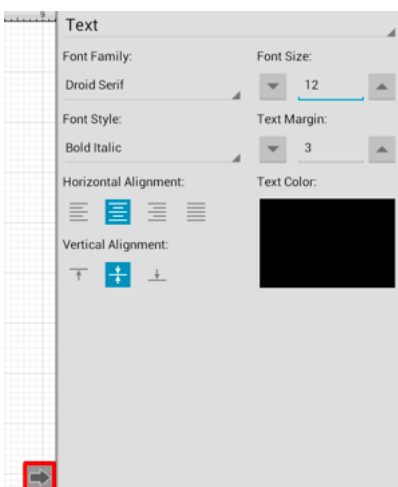 9
Text
Font Family: Font Size:
Droid Serif 12
Font Style: Text Margin:
Bold Italic 3
Horizontal Alignment: Text Color:
Vertical Alignment: